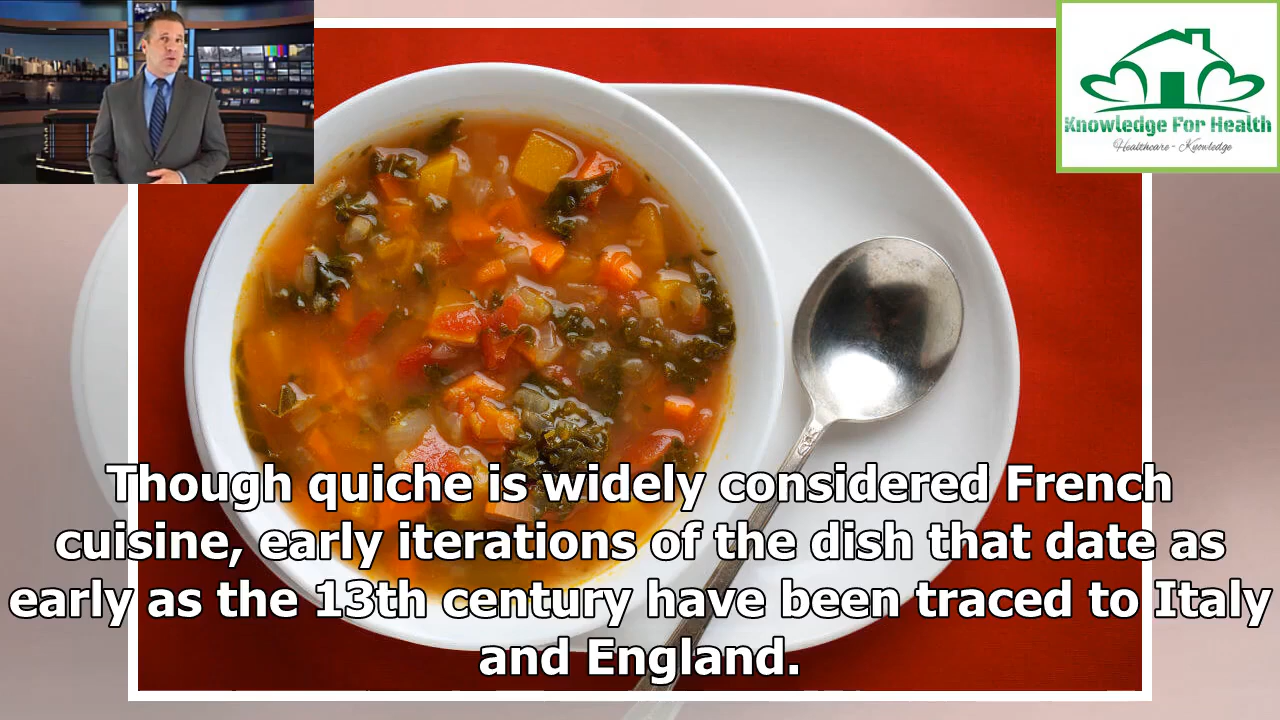 Knowledge For Health
Healthcare - Knowledge
Though quiche is widely considered French
cuisine, early iterations of the dish that date as
early as the 13th century have been traced to Italy
and England.